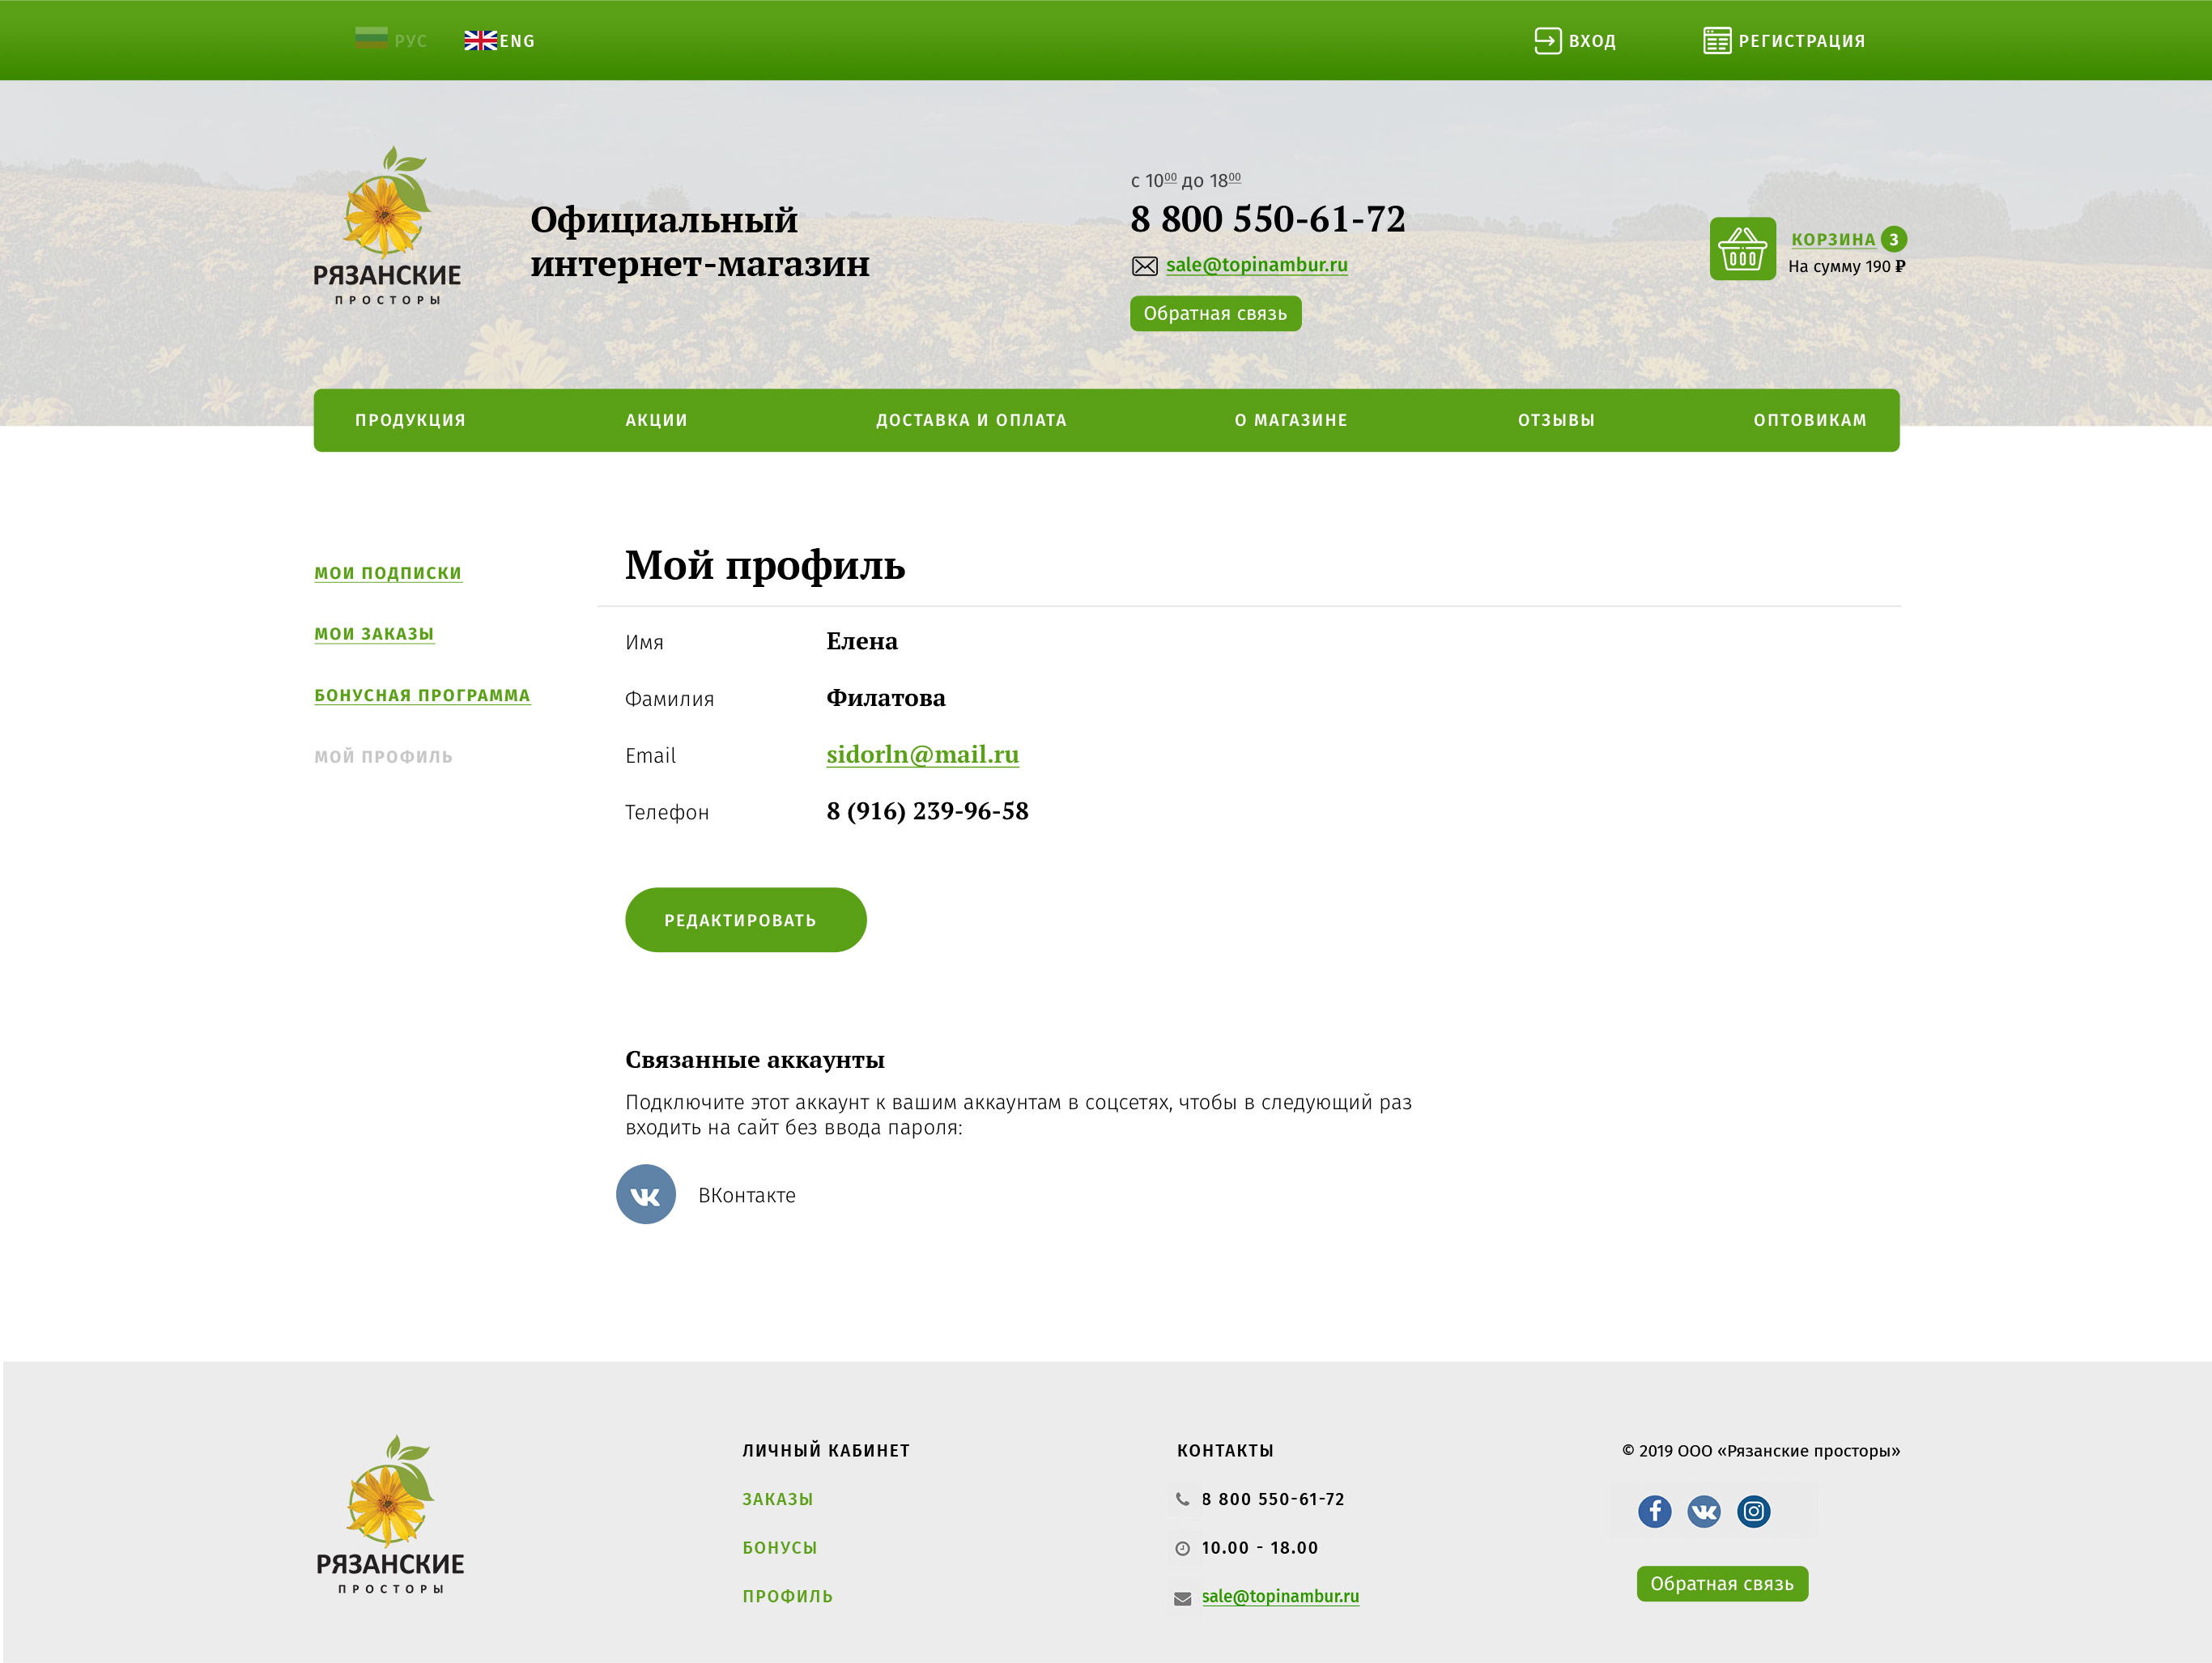 РУС
ENG
ВХОД
РЕГИСТРАЦИЯ
РЯЗАНСКИЕ
ПРОСТОРЫ
Официальный
интернет-магазин
с 10⁰⁰ до 18⁰⁰
8 800 550-61-72
sale@topinambur.ru
Обратная связь
КОРЗИНА 3
На сумму 190 ₽
ПРОДУКЦИЯ
АКЦИИ
ДОСТАВКА И ОПЛАТА
О МАГАЗИНЕ
ОТЗЫВЫ
ОПТОВИКАМ
МОИ ПОДПИСКИ
МОИ ЗАКАЗЫ
БОНУСНАЯ ПРОГРАММА
МОЙ ПРОФИЛЬ
Мой профиль
Имя Елена
Фамилия Филатова
Email sidorln@mail.ru
Телефон 8 (916) 239-96-58
РЕДАКТИРОВАТЬ
Связанные аккаунты
Подключите этот аккаунт к вашим аккаунтам в соцсетях, чтобы в следующий раз
входить на сайт без ввода пароля:
ВКонтакте
РЯЗАНСКИЕ
ПРОСТОРЫ
ЛИЧНЫЙ КАБИНЕТ
ЗАКАЗЫ
БОНУСЫ
ПРОФИЛЬ
КОНТАКТЫ
8 800 550-61-72
10.00 - 18.00
sale@topinambur.ru
© 2019 ООО «Рязанские просторы»
Обратная связь